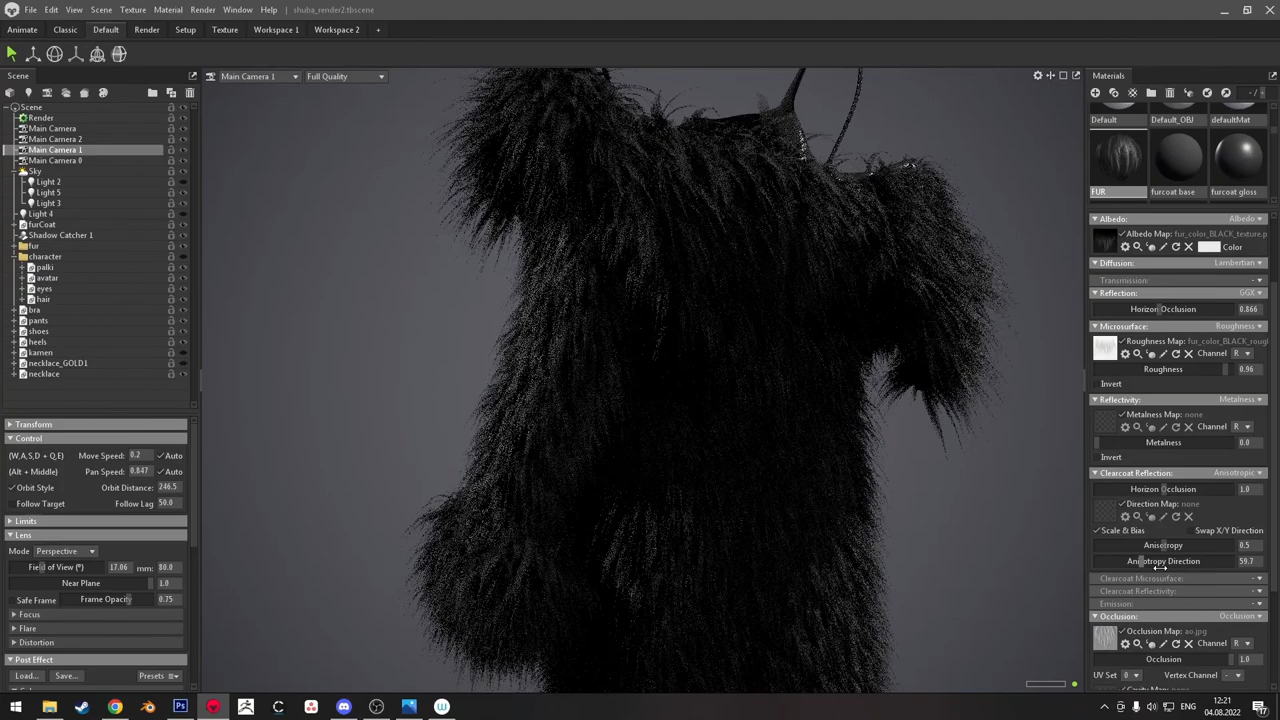 File Edit View Scene Material Render Window Help shuba_render2.tbscene
Animate Classic Default Render Setup Texture Workspace 1 Workspace 2 +
Scene
Main Camera 1 Full Quality
Materials
Scene
Render
Main Camera
Main Camera 2
Main Camera 1
Main Camera 0
Sky
Light 2
Light 5
Light 3
Light 4
furCoat
Shadow Catcher 1
fur
character
palki
avatar
eyes
hair
bra
pants
shoes
heels
kamen
necklace_GOLD1
necklace
Transform
Control
(W,A,S,D + Q,E) Move Speed: 0.2 Auto
(Alt + Middle) Pan Speed: 0.847 Auto
Orbit Style Orbit Distance: 246.5
Follow Target Follow Lag 50.0
Limits
Lens
Mode Perspective
Field of View (°) 17.06 mm: 80.0
Near Plane 1.0
Safe Frame Frame Opacity 0.75
Focus
Flare
Distortion
Post Effect
Load... Save... Presets
Default Default_OBJ defaultMat
FUR furcoat base furcoat gloss
Albedo: Albedo
Albedo Map: fur_color_BLACK_texture.p
Color
Diffusion: Lambertian
Transmission: -
Reflection: GGX
Horizon Occlusion 0.866
Microsurface: Roughness
Roughness Map: fur_color_BLACK_rough
Channel R
Roughness 0.96
Invert
Reflectivity: Metalness
Metalness Map: none
Channel R
Metalness 0.0
Invert
Clearcoat Reflection: Anisotropic
Horizon Occlusion 1.0
Direction Map: none
Scale & Bias Swap X/Y Direction
Anisotropy 0.5
Anisotropy Direction 59.7
Clearcoat Microsurface: -
Clearcoat Reflectivity: -
Emission: -
Occlusion: Occlusion
Occlusion Map: ao.jpg
Channel R
Occlusion 1.0
UV Set 0 Vertex Channel -
ENG 12:21
04.08.2022 17